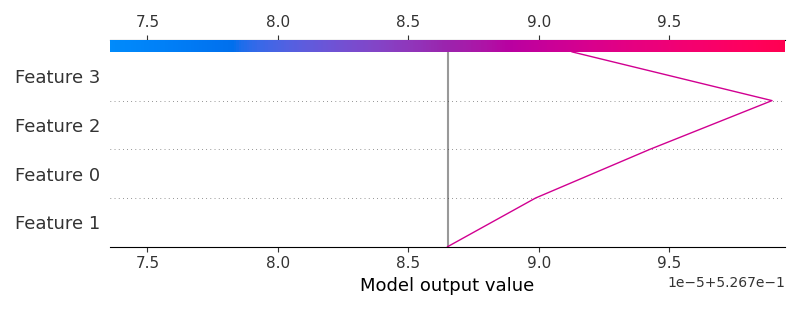 7.5 8.0 8.5 9.0 9.5
Feature 3
Feature 2
Feature 0
Feature 1
7.5 8.0 8.5 9.0 9.5
1e-5+5.267e-1
Model output value